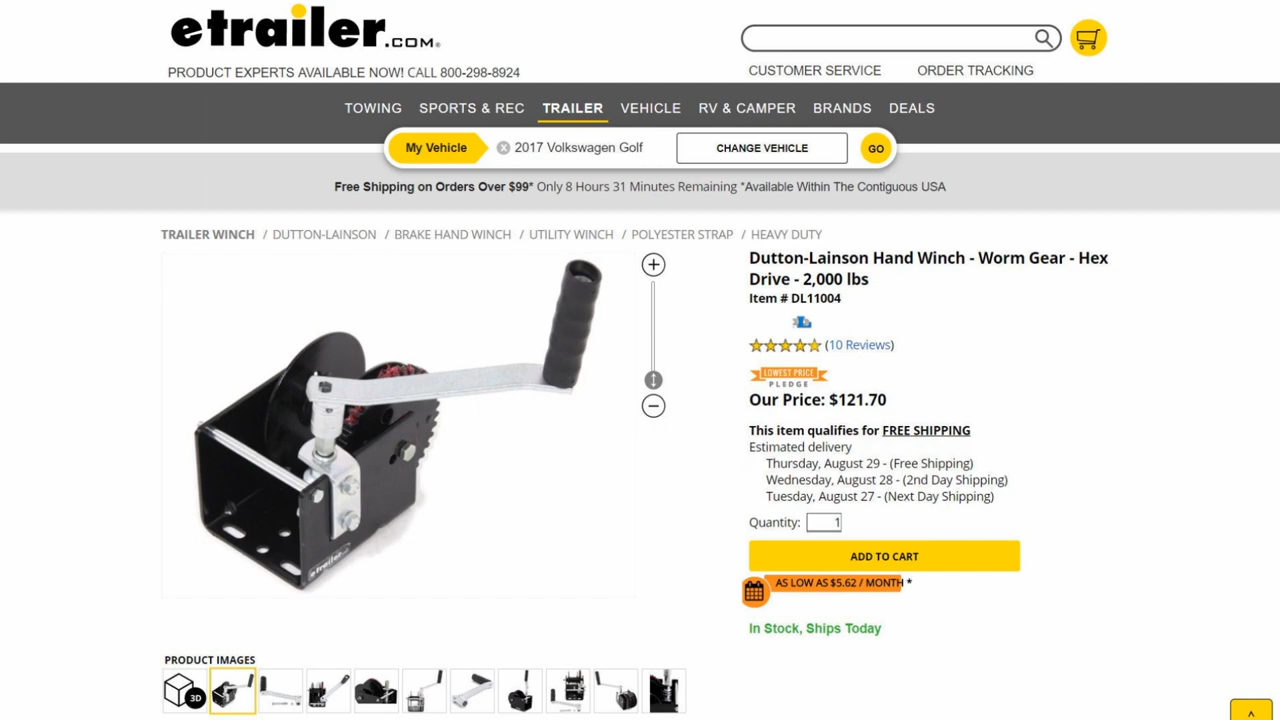 etrailer.COM®
PRODUCT EXPERTS AVAILABLE NOW! CALL 800-298-8924
CUSTOMER SERVICE
ORDER TRACKING
TOWING SPORTS & REC TRAILER VEHICLE RV & CAMPER BRANDS DEALS
My Vehicle 2017 Volkswagen Golf CHANGE VEHICLE GO
Free Shipping on Orders Over $99* Only 8 Hours 31 Minutes Remaining *Available Within The Contiguous USA
TRAILER WINCH / DUTTON-LAINSON / BRAKE HAND WINCH / UTILITY WINCH / POLYESTER STRAP / HEAVY DUTY
Dutton-Lainson Hand Winch - Worm Gear - Hex
Drive - 2,000 lbs
Item # DL11004
(10 Reviews)
LOWEST PRICE
PLEDGE
Our Price: $121.70
This item qualifies for FREE SHIPPING
Estimated delivery
Thursday, August 29 - (Free Shipping)
Wednesday, August 28 - (2nd Day Shipping)
Tuesday, August 27 - (Next Day Shipping)
Quantity: 1
ADD TO CART
AS LOW AS $5.62 / MONTH *
In Stock, Ships Today
etrailer
PRODUCT IMAGES
3D